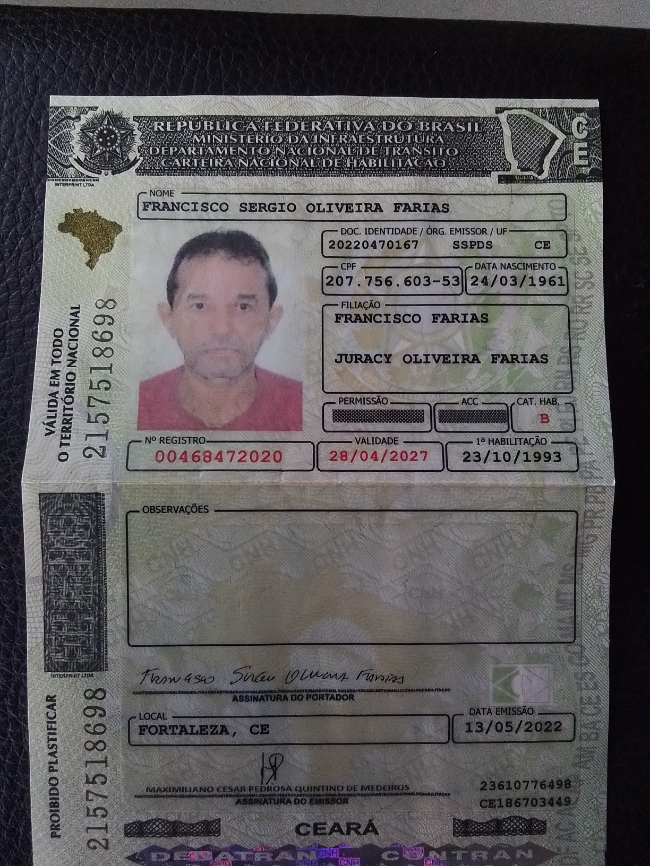 REPÚBLICA FEDERATIVA DO BRASIL
MINISTÉRIO DA INFRAESTRUTURA
DEPARTAMENTO NACIONAL DE TRÂNSITO
CARTEIRA NACIONAL DE HABILITAÇÃO
CE
INTERPRINT LTDA
NOME
FRANCISCO SERGIO OLIVEIRA FARIAS
DOC. IDENTIDADE / ÓRG. EMISSOR / UF
20220470167 SSPDS CE
CPF
207.756.603-53
DATA NASCIMENTO
24/03/1961
FILIAÇÃO
FRANCISCO FARIAS
JURACY OLIVEIRA FARIAS
PERMISSÃO
ACC
CAT. HAB.
B
Nº REGISTRO
00468472020
VALIDADE
28/04/2027
1ª HABILITAÇÃO
23/10/1993
VÁLIDA EM TODO
O TERRITÓRIO NACIONAL
2157518698
OBSERVAÇÕES
INTERPRINT LTDA
Francisco Sergio Oliveira Farias
ASSINATURA DO PORTADOR
LOCAL
FORTALEZA, CE
DATA EMISSÃO
13/05/2022
MAXIMILIANO CESAR PEDROSA QUINTINO DE MEDEIROS
ASSINATURA DO EMISSOR
23610776498
CE186703449
PROIBIDO PLASTIFICAR
2157518698
CEARÁ
DENATRAN CONTRAN